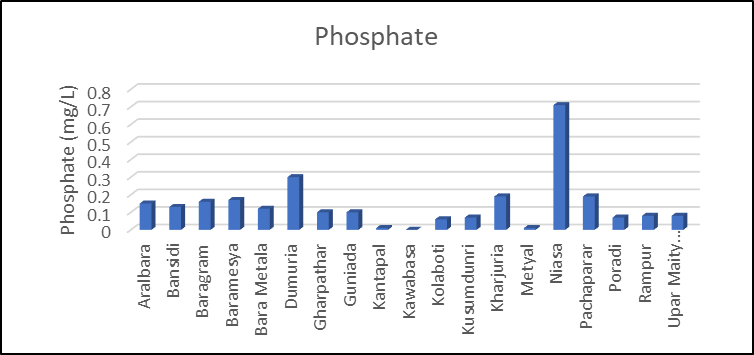 Phosphate
Phosphate (mg/L)
0.8
0.7
0.6
0.5
0.4
0.3
0.2
0.1
0
Aralbara
Bansidi
Baragram
Baramesya
Bara Metala
Dumuria
Gharpathar
Guniada
Kantapal
Kawabasa
Kolaboti
Kusumdunri
Kharjuria
Metyal
Niasa
Pachaparar
Poradi
Rampur
Upar Maity...